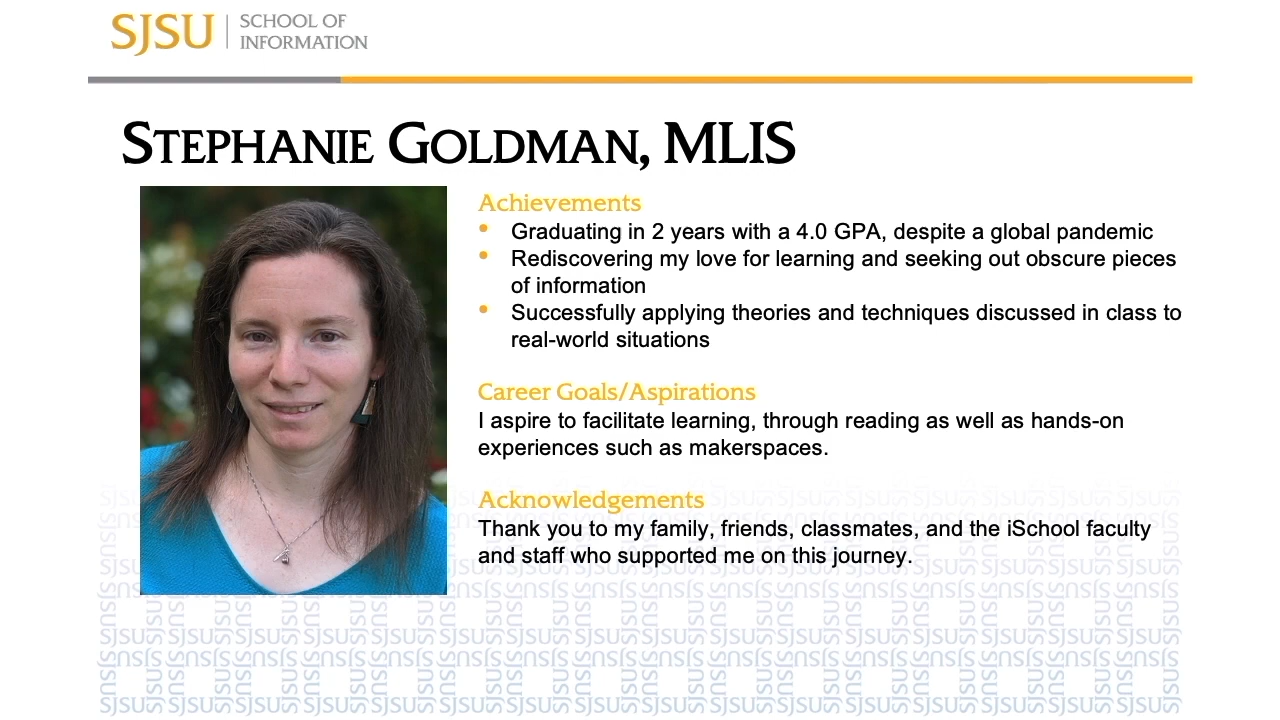 SJSU SCHOOL OF
INFORMATION
STEPHANIE GOLDMAN, MLIS
Achievements
• Graduating in 2 years with a 4.0 GPA, despite a global pandemic
• Rediscovering my love for learning and seeking out obscure pieces
of information
• Successfully applying theories and techniques discussed in class to
real-world situations
Career Goals/Aspirations
I aspire to facilitate learning, through reading as well as hands-on
experiences such as makerspaces.
Acknowledgements
Thank you to my family, friends, classmates, and the iSchool faculty
and staff who supported me on this journey.